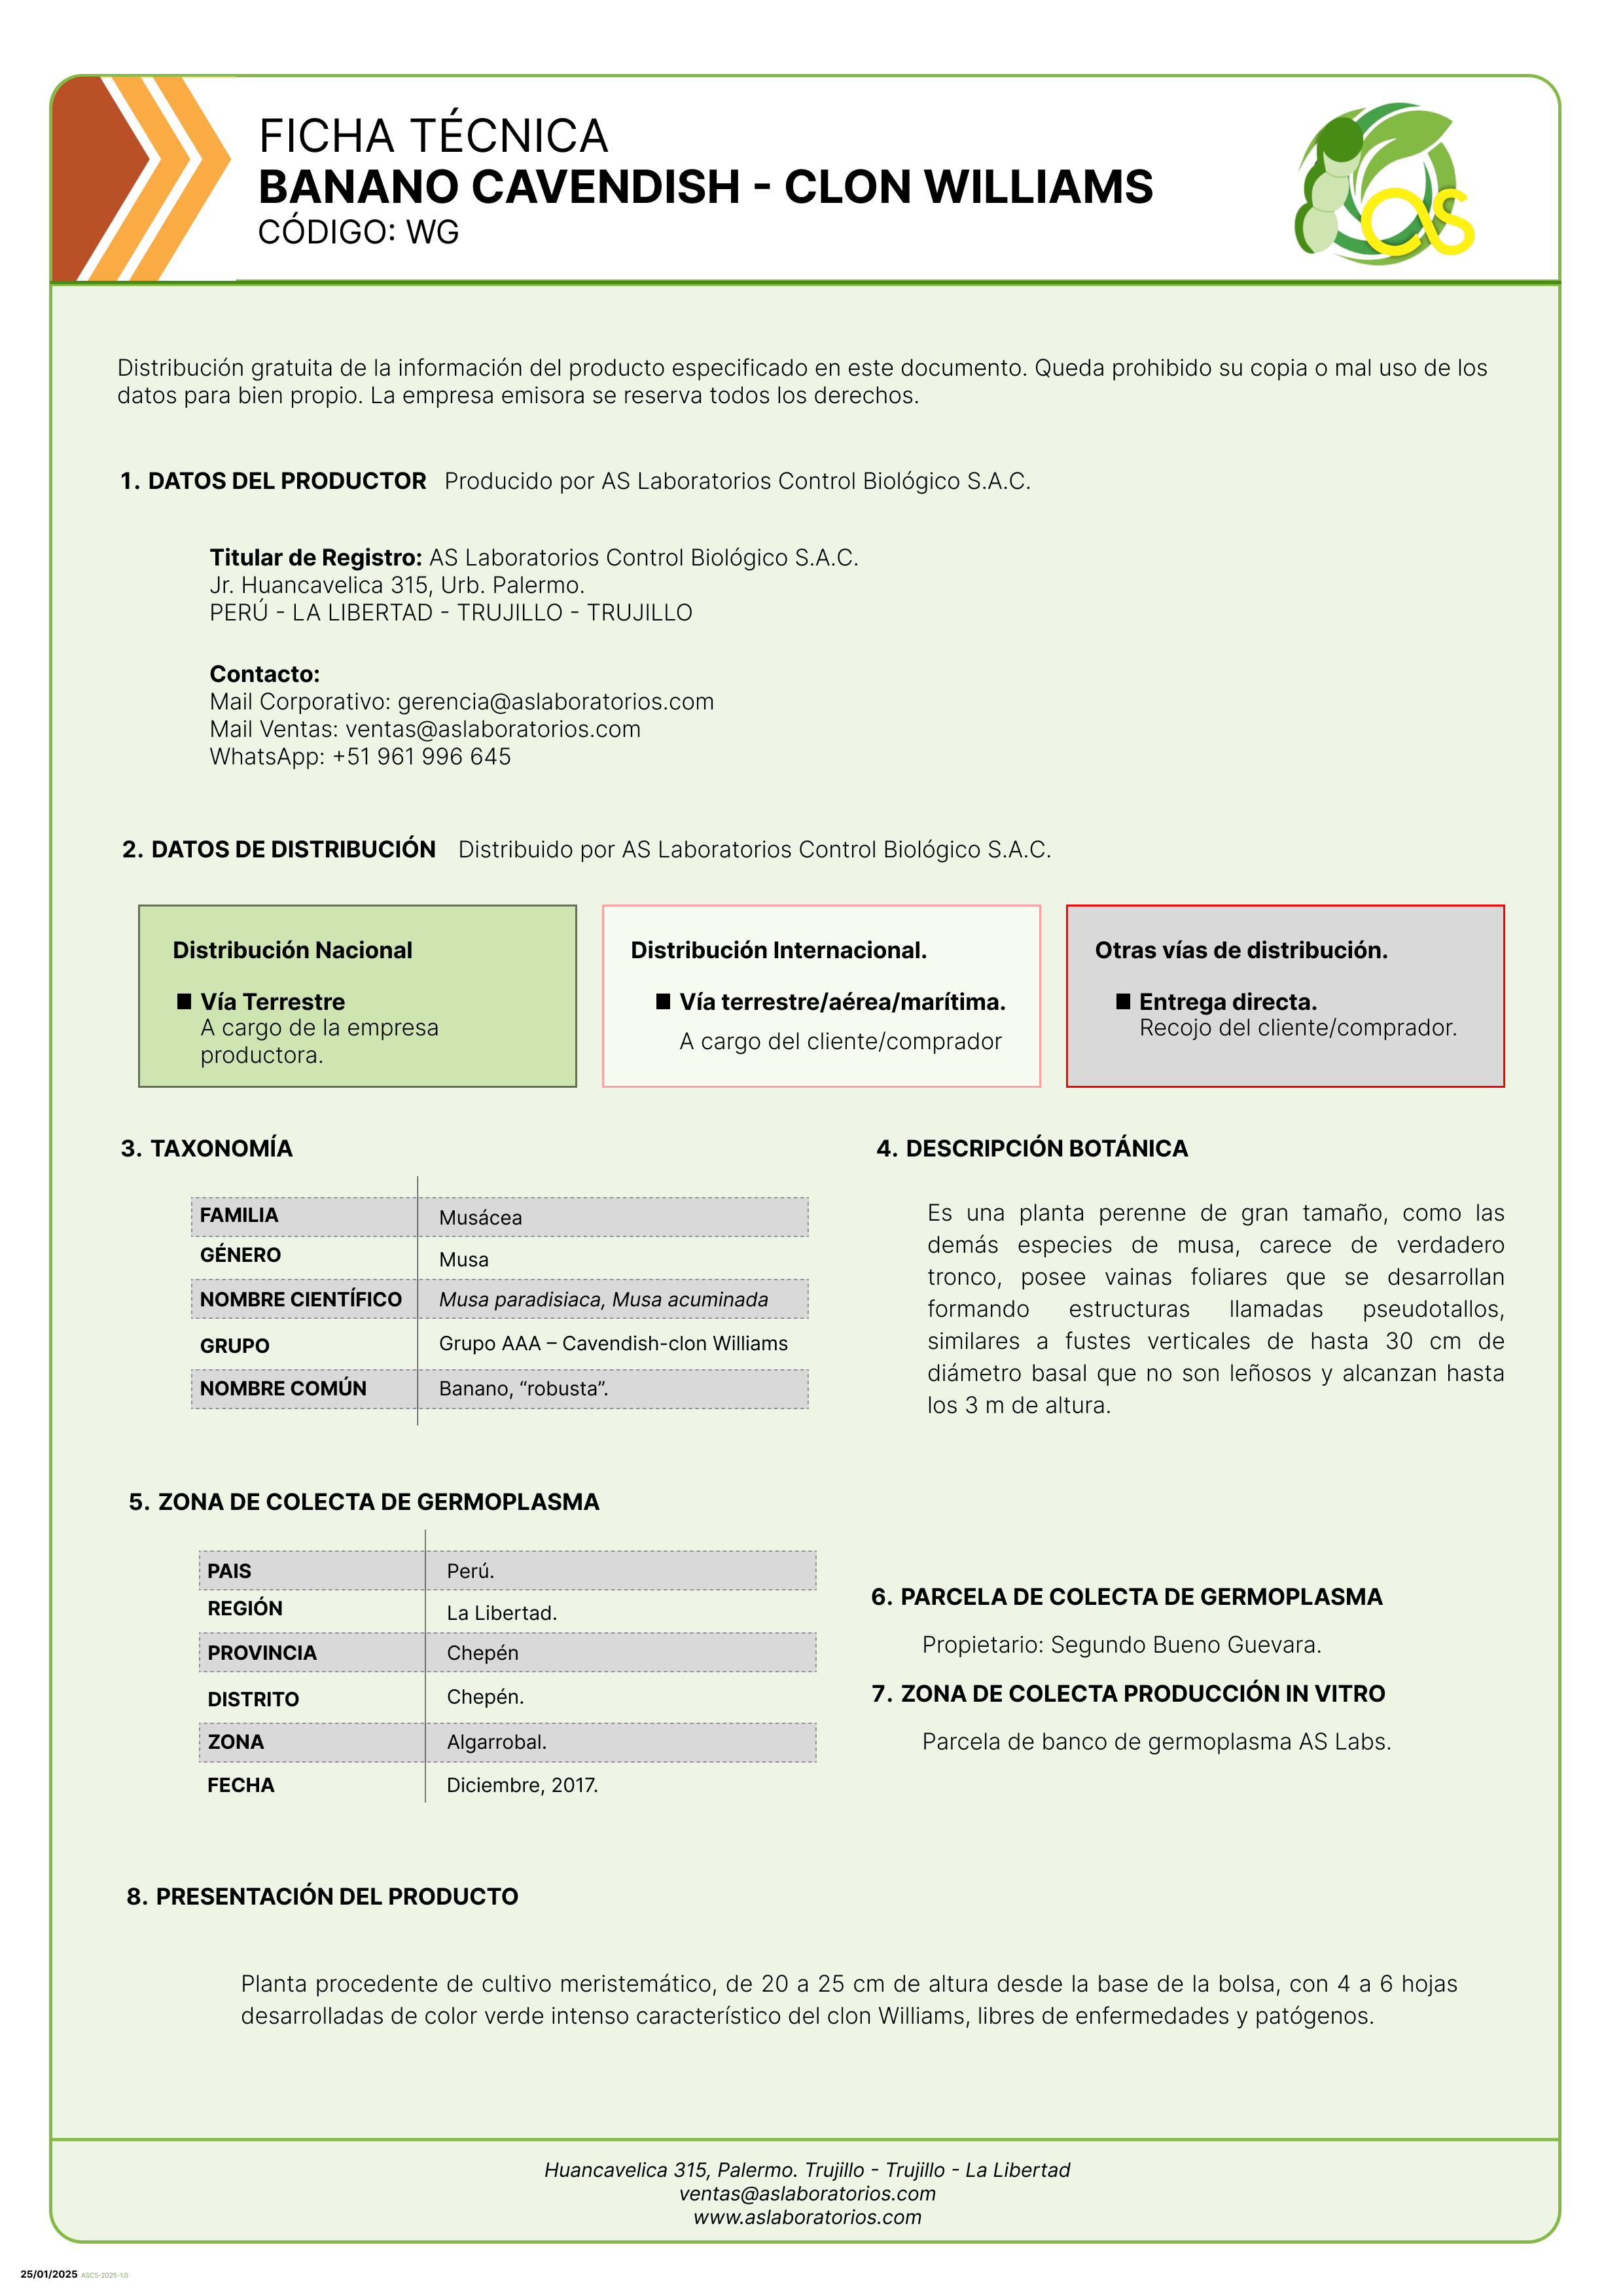 FICHA TÉCNICA
BANANO CAVENDISH - CLON WILLIAMS
CÓDIGO: WG
as
Distribución gratuita de la información del producto especificado en este documento. Queda prohibido su copia o mal uso de los
datos para bien propio. La empresa emisora se reserva todos los derechos.
1. DATOS DEL PRODUCTOR Producido por AS Laboratorios Control Biológico S.A.C.
Titular de Registro: AS Laboratorios Control Biológico S.A.C.
Jr. Huancavelica 315, Urb. Palermo.
PERÚ - LA LIBERTAD - TRUJILLO - TRUJILLO
Contacto:
Mail Corporativo: gerencia@aslaboratorios.com
Mail Ventas: ventas@aslaboratorios.com
WhatsApp: +51 961 996 645
2. DATOS DE DISTRIBUCIÓN Distribuido por AS Laboratorios Control Biológico S.A.C.
Distribución Nacional
■ Vía Terrestre
A cargo de la empresa
productora.
Distribución Internacional.
■ Vía terrestre/aérea/marítima.
A cargo del cliente/comprador
Otras vías de distribución.
■ Entrega directa.
Recojo del cliente/comprador.
3. TAXONOMÍA
FAMILIA Musácea
GÉNERO Musa
NOMBRE CIENTÍFICO Musa paradisiaca, Musa acuminada
GRUPO Grupo AAA – Cavendish-clon Williams
NOMBRE COMÚN Banano, “robusta”.
4. DESCRIPCIÓN BOTÁNICA
Es una planta perenne de gran tamaño, como las
demás especies de musa, carece de verdadero
tronco, posee vainas foliares que se desarrollan
formando estructuras llamadas pseudotallos,
similares a fustes verticales de hasta 30 cm de
diámetro basal que no son leñosos y alcanzan hasta
los 3 m de altura.
5. ZONA DE COLECTA DE GERMOPLASMA
PAIS Perú.
REGIÓN La Libertad.
PROVINCIA Chepén
DISTRITO Chepén.
ZONA Algarrobal.
FECHA Diciembre, 2017.
6. PARCELA DE COLECTA DE GERMOPLASMA
Propietario: Segundo Bueno Guevara.
7. ZONA DE COLECTA PRODUCCIÓN IN VITRO
Parcela de banco de germoplasma AS Labs.
8. PRESENTACIÓN DEL PRODUCTO
Planta procedente de cultivo meristemático, de 20 a 25 cm de altura desde la base de la bolsa, con 4 a 6 hojas
desarrolladas de color verde intenso característico del clon Williams, libres de enfermedades y patógenos.
Huancavelica 315, Palermo. Trujillo - Trujillo - La Libertad
ventas@aslaboratorios.com
www.aslaboratorios.com
25/01/2025 ASCS-2025-1.0